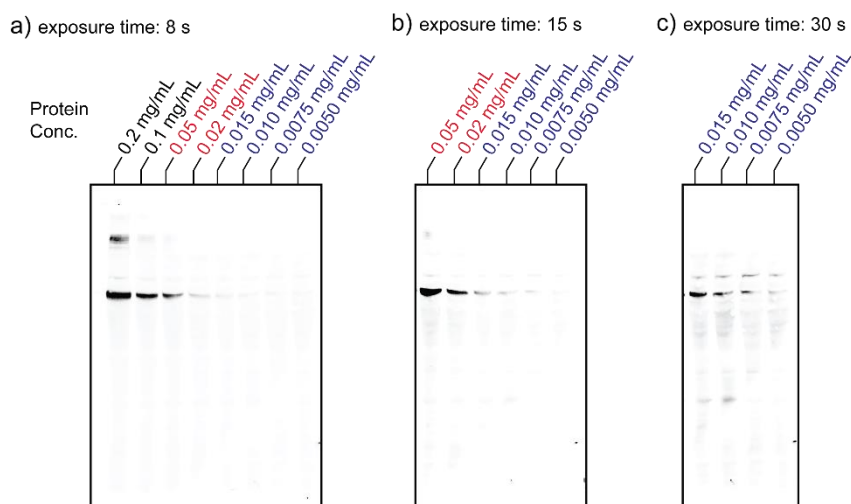 a) exposure time: 8 s
Protein
Conc.
0.2 mg/mL
0.1 mg/mL
0.05 mg/mL
0.02 mg/mL
0.015 mg/mL
0.010 mg/mL
0.0075 mg/mL
0.0050 mg/mL
b) exposure time: 15 s
0.05 mg/mL
0.02 mg/mL
0.015 mg/mL
0.010 mg/mL
0.0075 mg/mL
0.0050 mg/mL
c) exposure time: 30 s
0.015 mg/mL
0.010 mg/mL
0.0075 mg/mL
0.0050 mg/mL